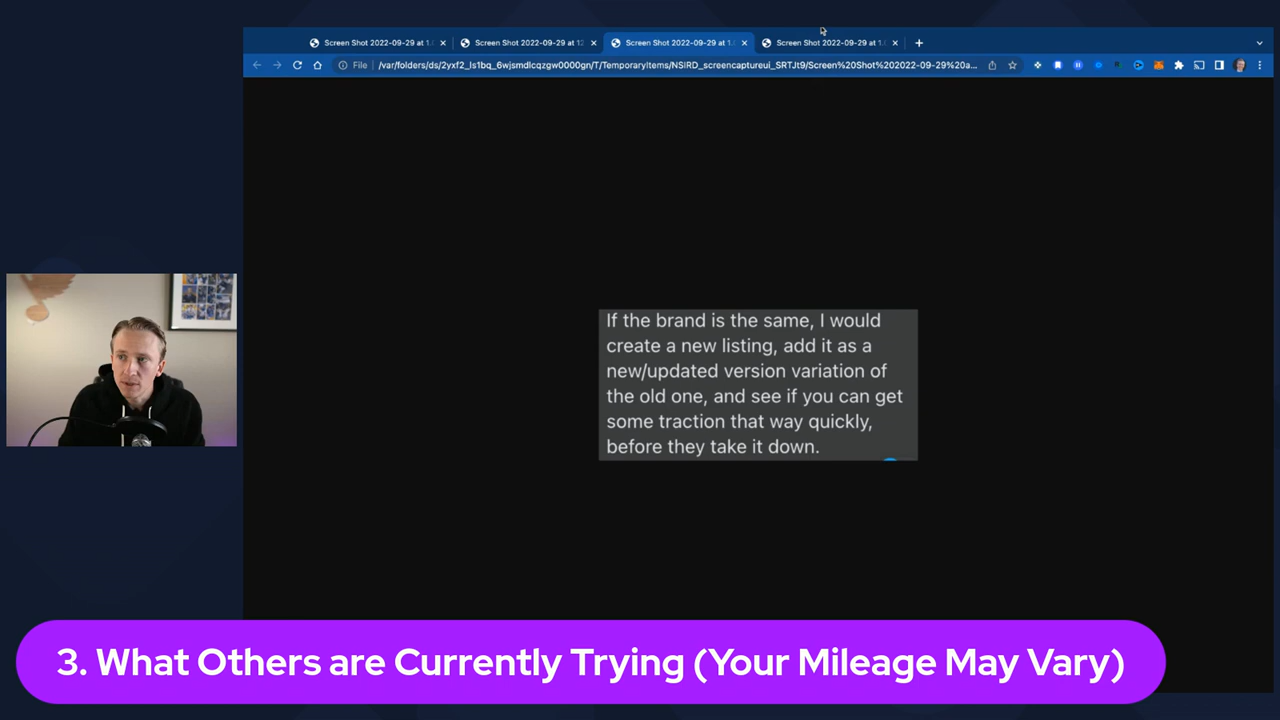 Screen Shot 2022-09-29 at 1.
Screen Shot 2022-09-29 at 12
Screen Shot 2022-09-29 at 1.
Screen Shot 2022-09-29 at 1.
File
/var/folders/ds/2yxf2_ls1bq_6wjsmdlcqzgw0000gn/T/TemporaryItems/NSIRD_screencaptureui_SRTJt9/Screen%20Shot%202022-09-29%20a...
If the brand is the same, I would
create a new listing, add it as a
new/updated version variation of
the old one, and see if you can get
some traction that way quickly,
before they take it down.
3. What Others are Currently Trying (Your Mileage May Vary)